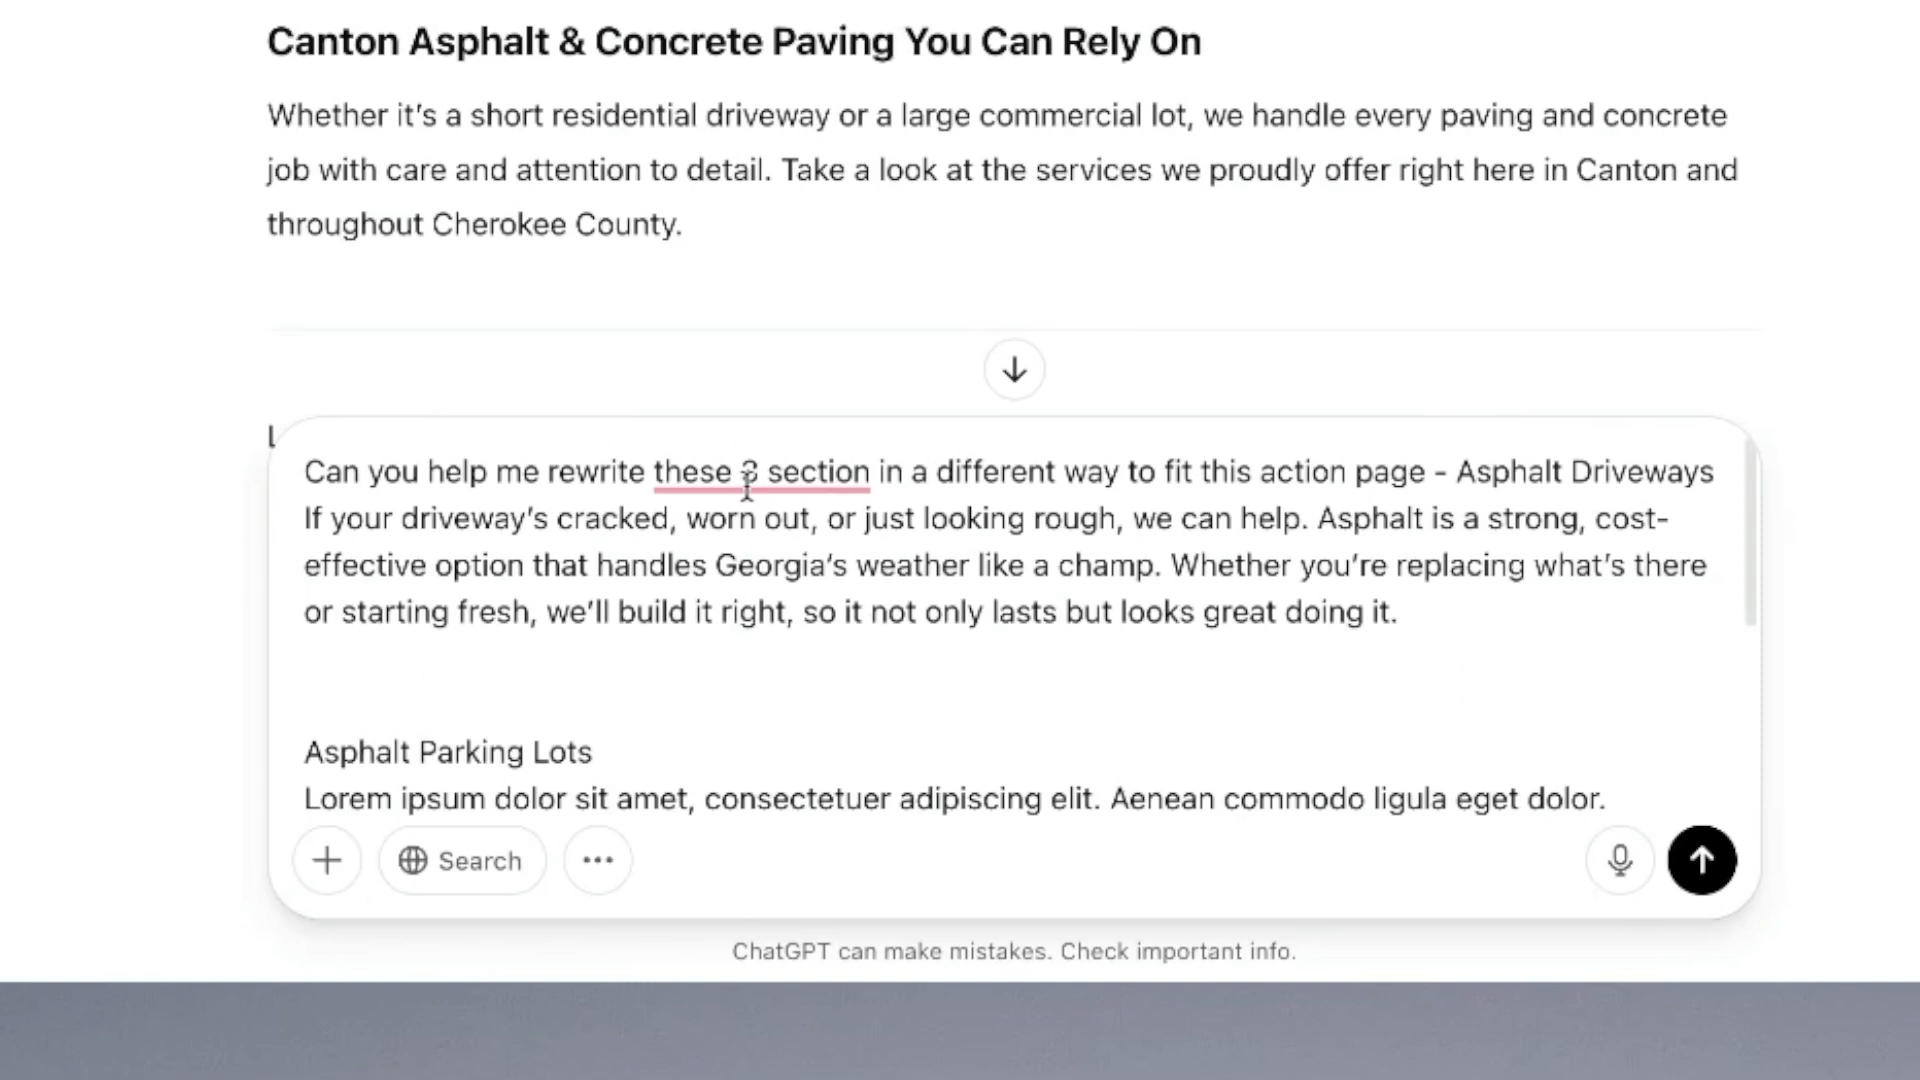 Canton Asphalt & Concrete Paving You Can Rely On
Whether it’s a short residential driveway or a large commercial lot, we handle every paving and concrete
job with care and attention to detail. Take a look at the services we proudly offer right here in Canton and
throughout Cherokee County.
Can you help me rewrite these 3 section in a different way to fit this action page - Asphalt Driveways
If your driveway’s cracked, worn out, or just looking rough, we can help. Asphalt is a strong, cost-
effective option that handles Georgia’s weather like a champ. Whether you’re replacing what’s there
or starting fresh, we’ll build it right, so it not only lasts but looks great doing it.
Asphalt Parking Lots
Lorem ipsum dolor sit amet, consectetuer adipiscing elit. Aenean commodo ligula eget dolor.
Search
ChatGPT can make mistakes. Check important info.